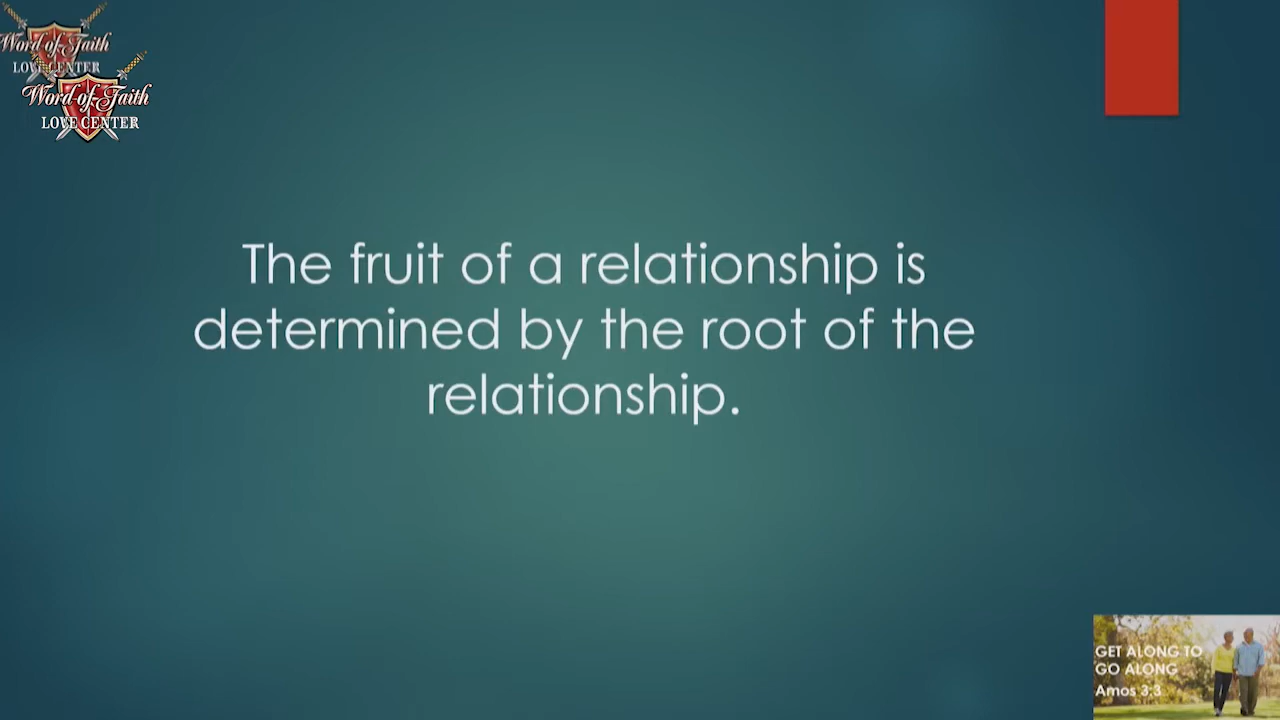 Word of Faith
LOVE CENTER
Word of Faith
LOVE CENTER
The fruit of a relationship is
determined by the root of the
relationship.
GET ALONG TO
GO ALONG
Amos 3:3